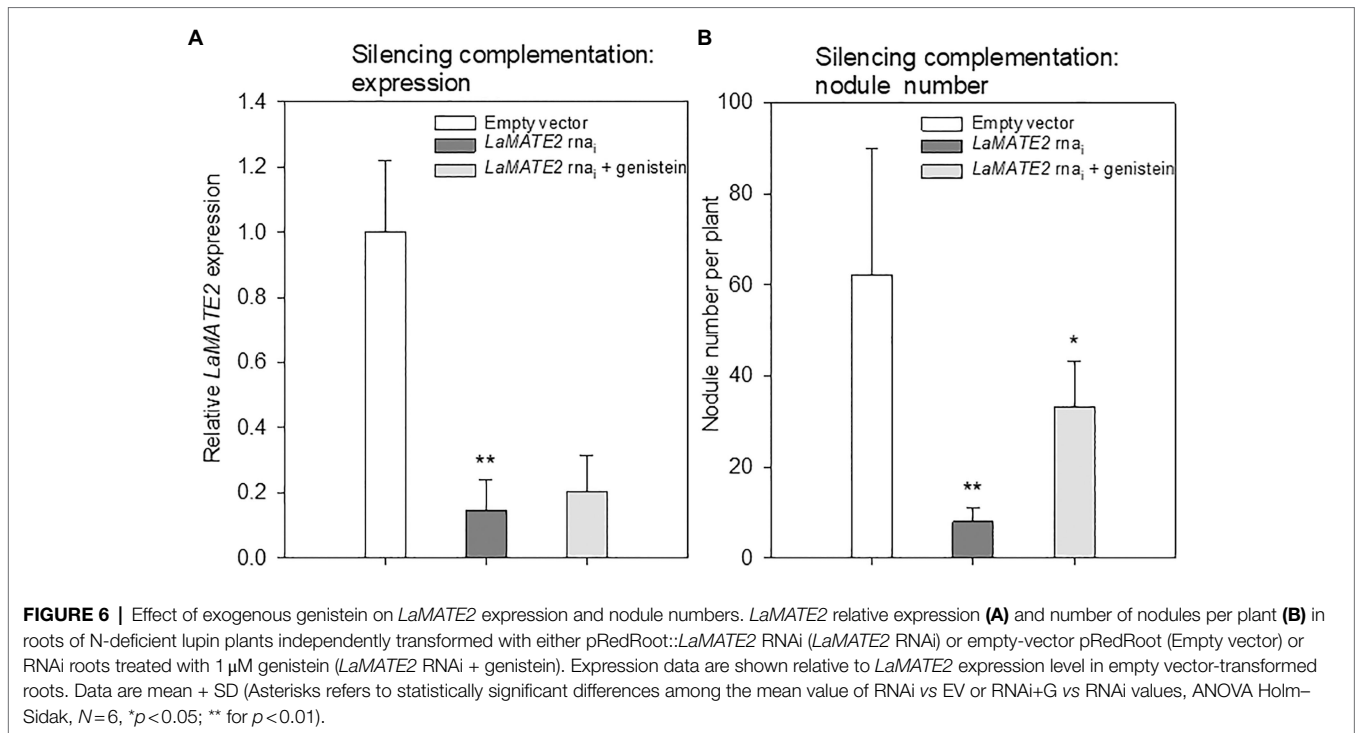 A
Silencing complementation:
expression
Relative LaMATE2 expression
1.4
1.2
1.0
0.8
0.6
0.4
0.2
0.0
Empty vector
LaMATE2 rnai
LaMATE2 rnai + genistein
**
B
Silencing complementation:
nodule number
Nodule number per plant
100
80
60
40
20
0
Empty vector
LaMATE2 rnai
LaMATE2 rnai + genistein
**
*
FIGURE 6 | Effect of exogenous genistein on LaMATE2 expression and nodule numbers. LaMATE2 relative expression (A) and number of nodules per plant (B) in
roots of N-deficient lupin plants independently transformed with either pRedRoot::LaMATE2 RNAi (LaMATE2 RNAi) or empty-vector pRedRoot (Empty vector) or
RNAi roots treated with 1 μM genistein (LaMATE2 RNAi + genistein). Expression data are shown relative to LaMATE2 expression level in empty vector-transformed
roots. Data are mean + SD (Asterisks refers to statistically significant differences among the mean value of RNAi vs EV or RNAi+G vs RNAi values, ANOVA Holm–
Sidak, N=6, *p<0.05; ** for p<0.01).